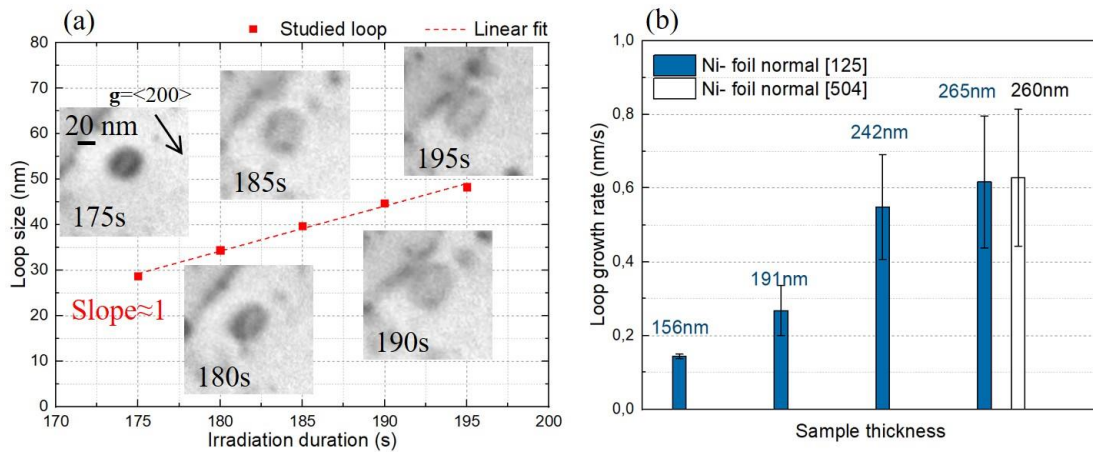 (a)
Studied loop
Linear fit
80
70
60
50
40
30
20
10
0
Loop size (nm)
g=<200>
20 nm
175s
185s
195s
180s
190s
Slope≈1
170
175
180
185
190
195
200
Irradiation duration (s)
(b)
1,0
0,8
0,6
0,4
0,2
0,0
Loop growth rate (nm/s)
Ni- foil normal [125]
Ni- foil normal [504]
156nm
191nm
242nm
265nm
260nm
Sample thickness